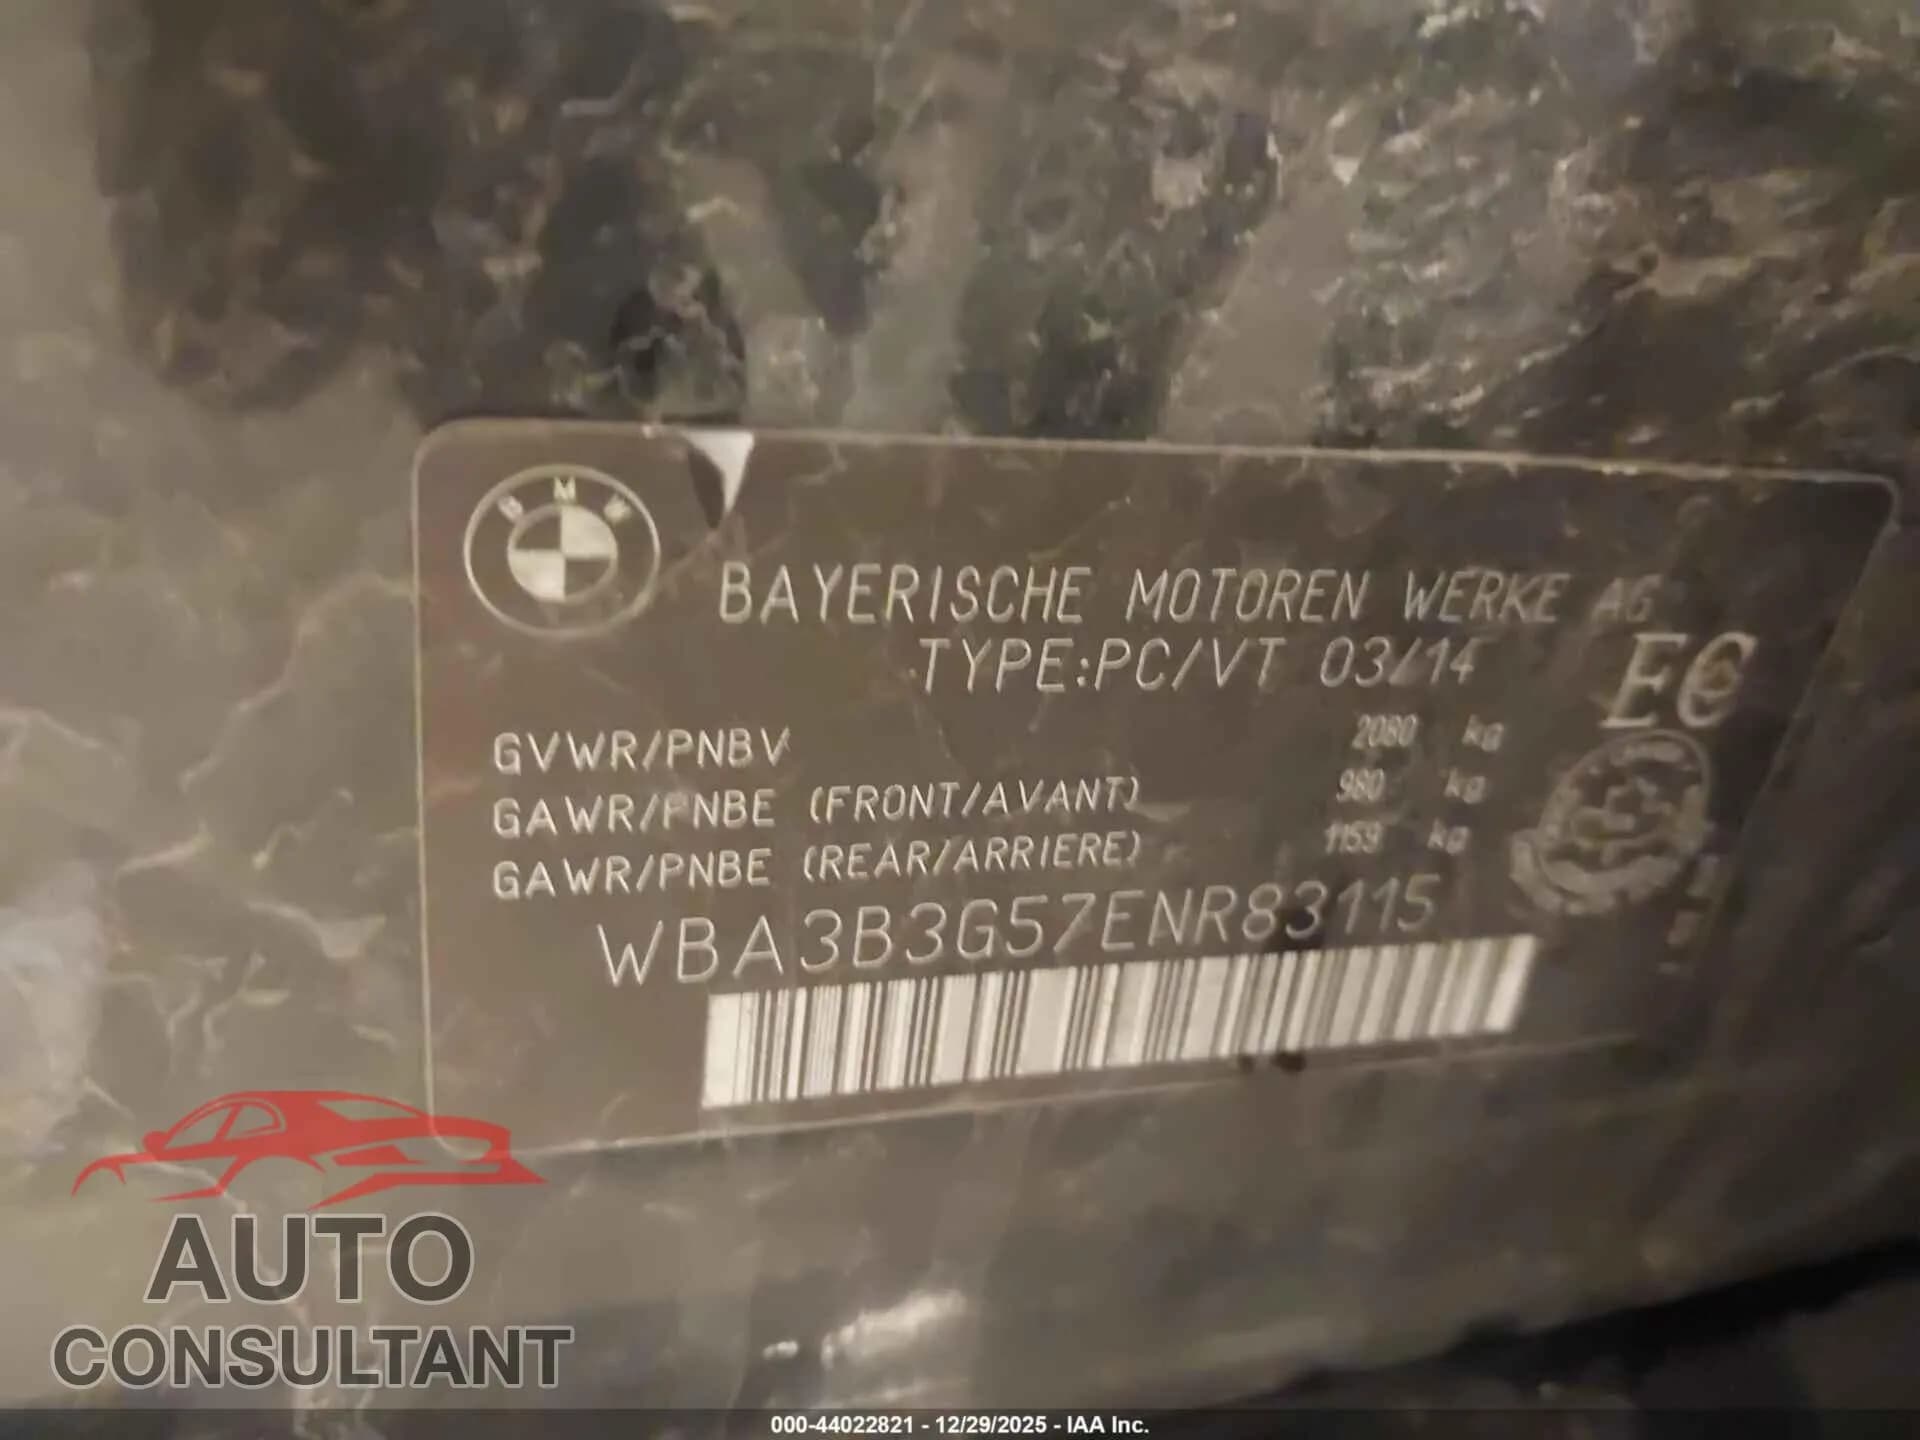 BMW
BAYERISCHE MOTOREN WERKE AG
TYPE:PC/VT 03/14
EC
GVWR/PNBV 2080 kg
GAWR/PNBE (FRONT/AVANT) 980 kg
GAWR/PNBE (REAR/ARRIERE) 1159 kg
WBA3B3G57ENR83115
AUTO
CONSULTANT
000-44022821 - 12/29/2025 - IAA Inc.